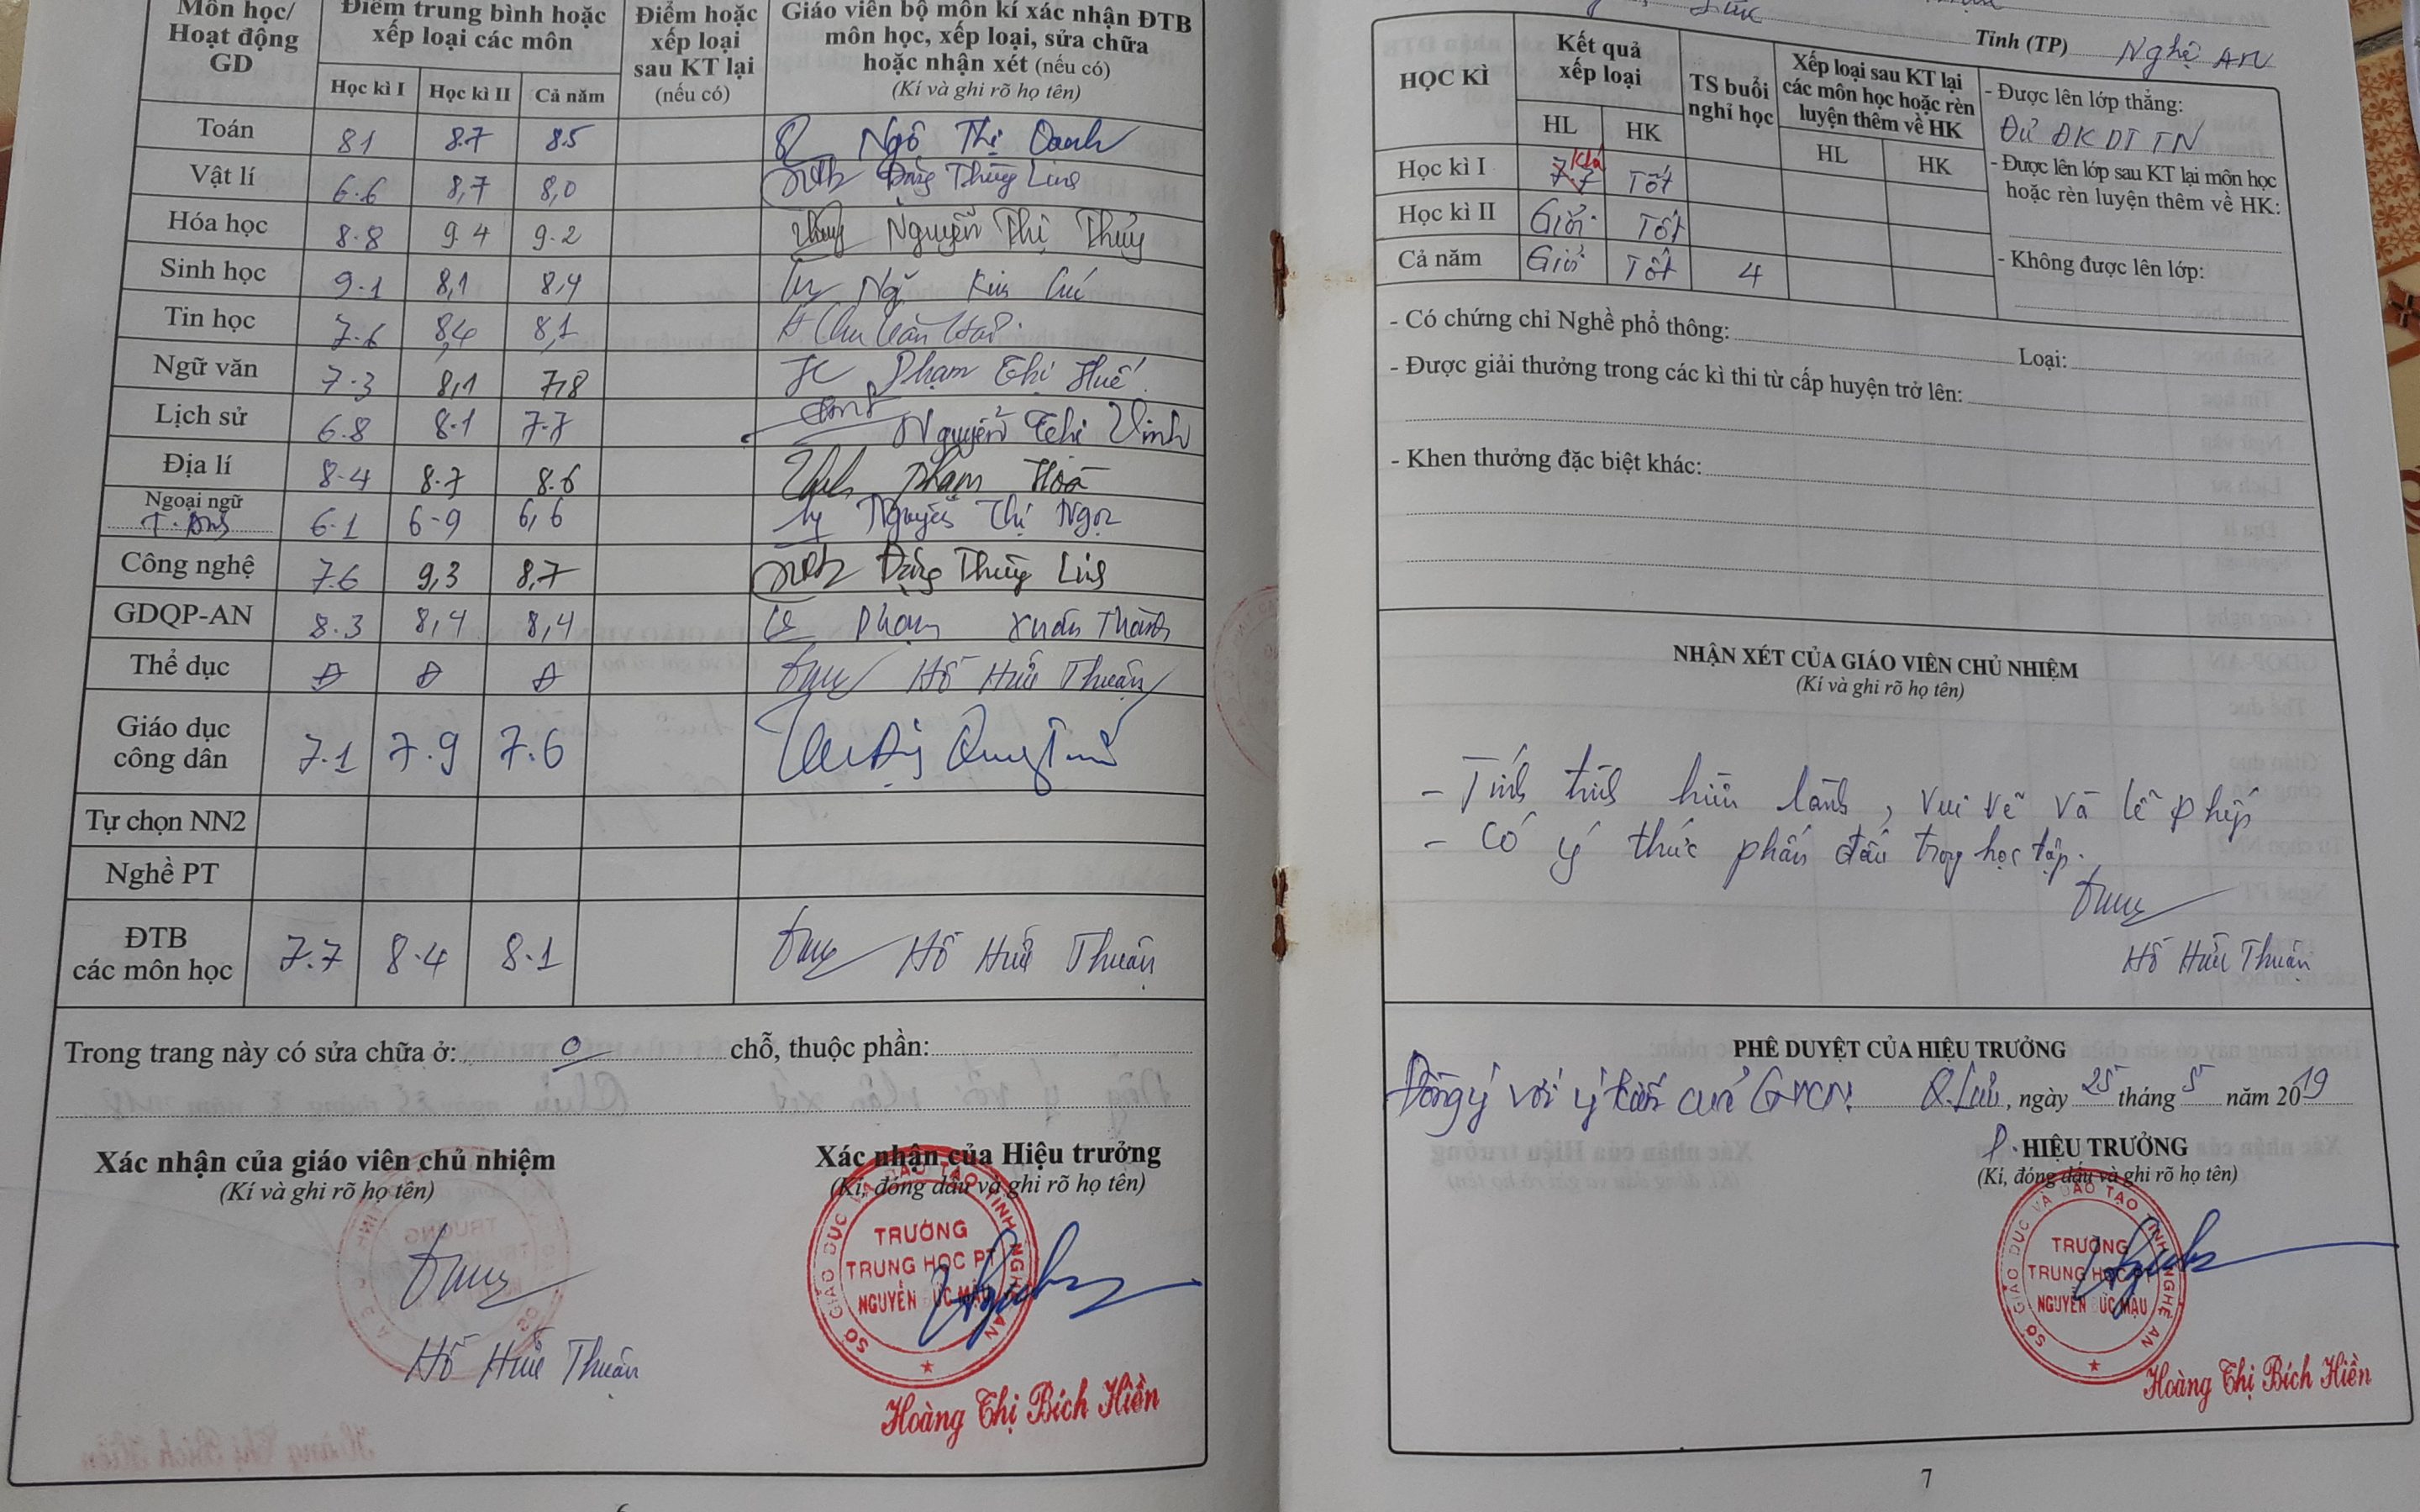 Môn học/ Hoạt động GD
Điểm trung bình hoặc xếp loại các môn
Điểm hoặc xếp loại sau KT lại (nếu có)
Giáo viên bộ môn kí xác nhận ĐTB môn học, xếp loại, sửa chữa hoặc nhận xét (nếu có)
(Kí và ghi rõ họ tên)
Học kì I Học kì II Cả năm
Toán 8.1 8.7 8.5 Ngô Thị Oanh
Vật lí 6.6 8,7 8,0 Đặng Thùy Linh
Hóa học 8.8 9.4 9.2 Nguyễn Thị Thủy
Sinh học 9.1 8,1 8,4
Tin học 7.6 8,4 8,1
Ngữ văn 7.3 8,1 7,8 Phạm Thị Huế
Lịch sử 6.8 8.1 7.7 Nguyễn Thị Vinh
Địa lí 8.4 8.7 8.6 Phạm Hoà
Ngoại ngữ
T. Anh 6.1 6.9 6,6 Nguyễn Thị Ngọc
Công nghệ 7.6 9,3 8,7 Đặng Thùy Linh
GDQP-AN 8.3 8,4 8,4 Phạm Xuân Thành
Thể dục Đ Đ Đ Hồ Hữu Thuận
Giáo dục công dân 7.1 7.9 7.6
Tự chọn NN2
Nghề PT
ĐTB các môn học 7.7 8.4 8.1 Hồ Hữu Thuận
Trong trang này có sửa chữa ở: 0 chỗ, thuộc phần:
Xác nhận của giáo viên chủ nhiệm
(Kí và ghi rõ họ tên)
Hồ Hữu Thuận
Xác nhận của Hiệu trưởng
(Kí, đóng dấu và ghi rõ họ tên)
SỞ GIÁO DỤC VÀ ĐÀO TẠO TỈNH NGHỆ AN
TRƯỜNG
TRUNG HỌC PT
NGUYỄN ĐỨC MẬU
Hoàng Thị Bích Hiền
Tỉnh (TP) Nghệ An
HỌC KÌ
Kết quả xếp loại
TS buổi nghỉ học
Xếp loại sau KT lại các môn học hoặc rèn luyện thêm về HK
HL HK HL HK
Học kì I 7.7 Khá Tốt
Học kì II Giỏi Tốt
Cả năm Giỏi Tốt 4
- Được lên lớp thẳng:
Đủ ĐK DT TN
- Được lên lớp sau KT lại môn học
hoặc rèn luyện thêm về HK:
- Không được lên lớp:
- Có chứng chỉ Nghề phổ thông: Loại:
- Được giải thưởng trong các kì thi từ cấp huyện trở lên:
- Khen thưởng đặc biệt khác:
NHẬN XÉT CỦA GIÁO VIÊN CHỦ NHIỆM
(Kí và ghi rõ họ tên)
- Tính tình hiền lành, vui vẽ và lễ phép
- Có ý thức phấn đấu trong học tập.
Hồ Hữu Thuận
PHÊ DUYỆT CỦA HIỆU TRƯỞNG
Đồng ý với ý kiến của GVCN. Q.Lưu, ngày 25 tháng 5 năm 2019
P. HIỆU TRƯỞNG
(Kí, đóng dấu và ghi rõ họ tên)
SỞ GIÁO DỤC VÀ ĐÀO TẠO TỈNH NGHỆ AN
TRƯỜNG
TRUNG HỌC
NGUYỄN ĐỨC MẬU
Hoàng Thị Bích Hiền
7